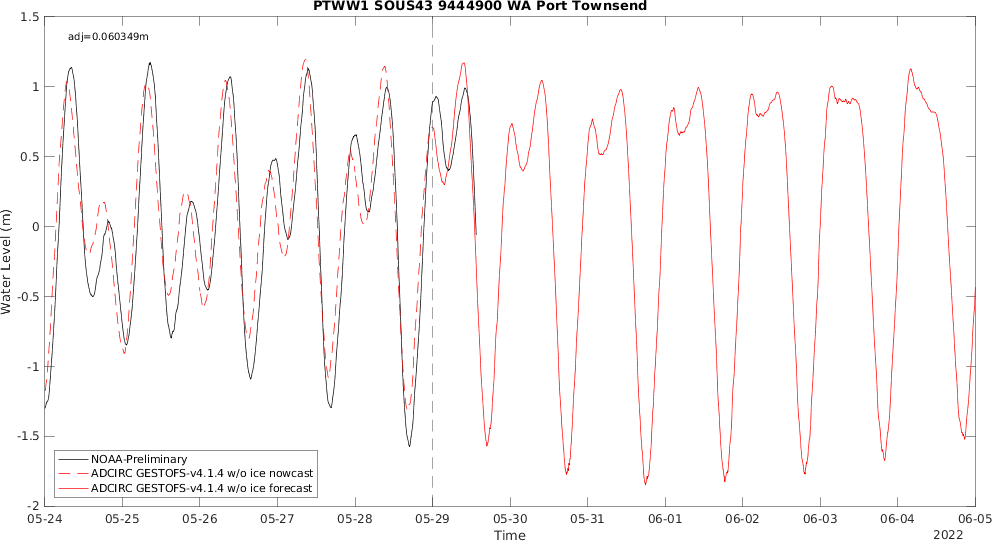 PTWW1 SOUS43 9444900 WA Port Townsend
adj=0.060349m
Water Level (m)
1.5
1
0.5
0
-0.5
-1
-1.5
-2
NOAA-Preliminary
ADCIRC GESTOFS-v4.1.4 w/o ice nowcast
ADCIRC GESTOFS-v4.1.4 w/o ice forecast
05-24 05-25 05-26 05-27 05-28 05-29 05-30 05-31 06-01 06-02 06-03 06-04 06-05
Time
2022